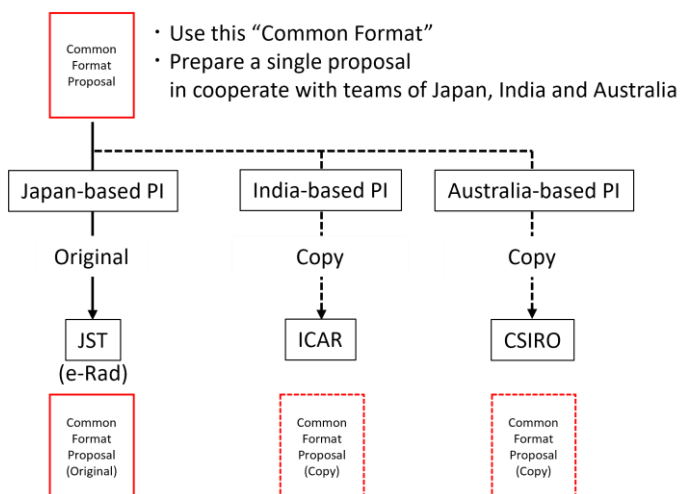 Common
Format
Proposal
・Use this “Common Format”
・Prepare a single proposal
in cooperate with teams of Japan, India and Australia
Japan-based PI
India-based PI
Australia-based PI
Original
Copy
Copy
JST
ICAR
CSIRO
(e-Rad)
Common
Format
Proposal
(Original)
Common
Format
Proposal
(Copy)
Common
Format
Proposal
(Copy)